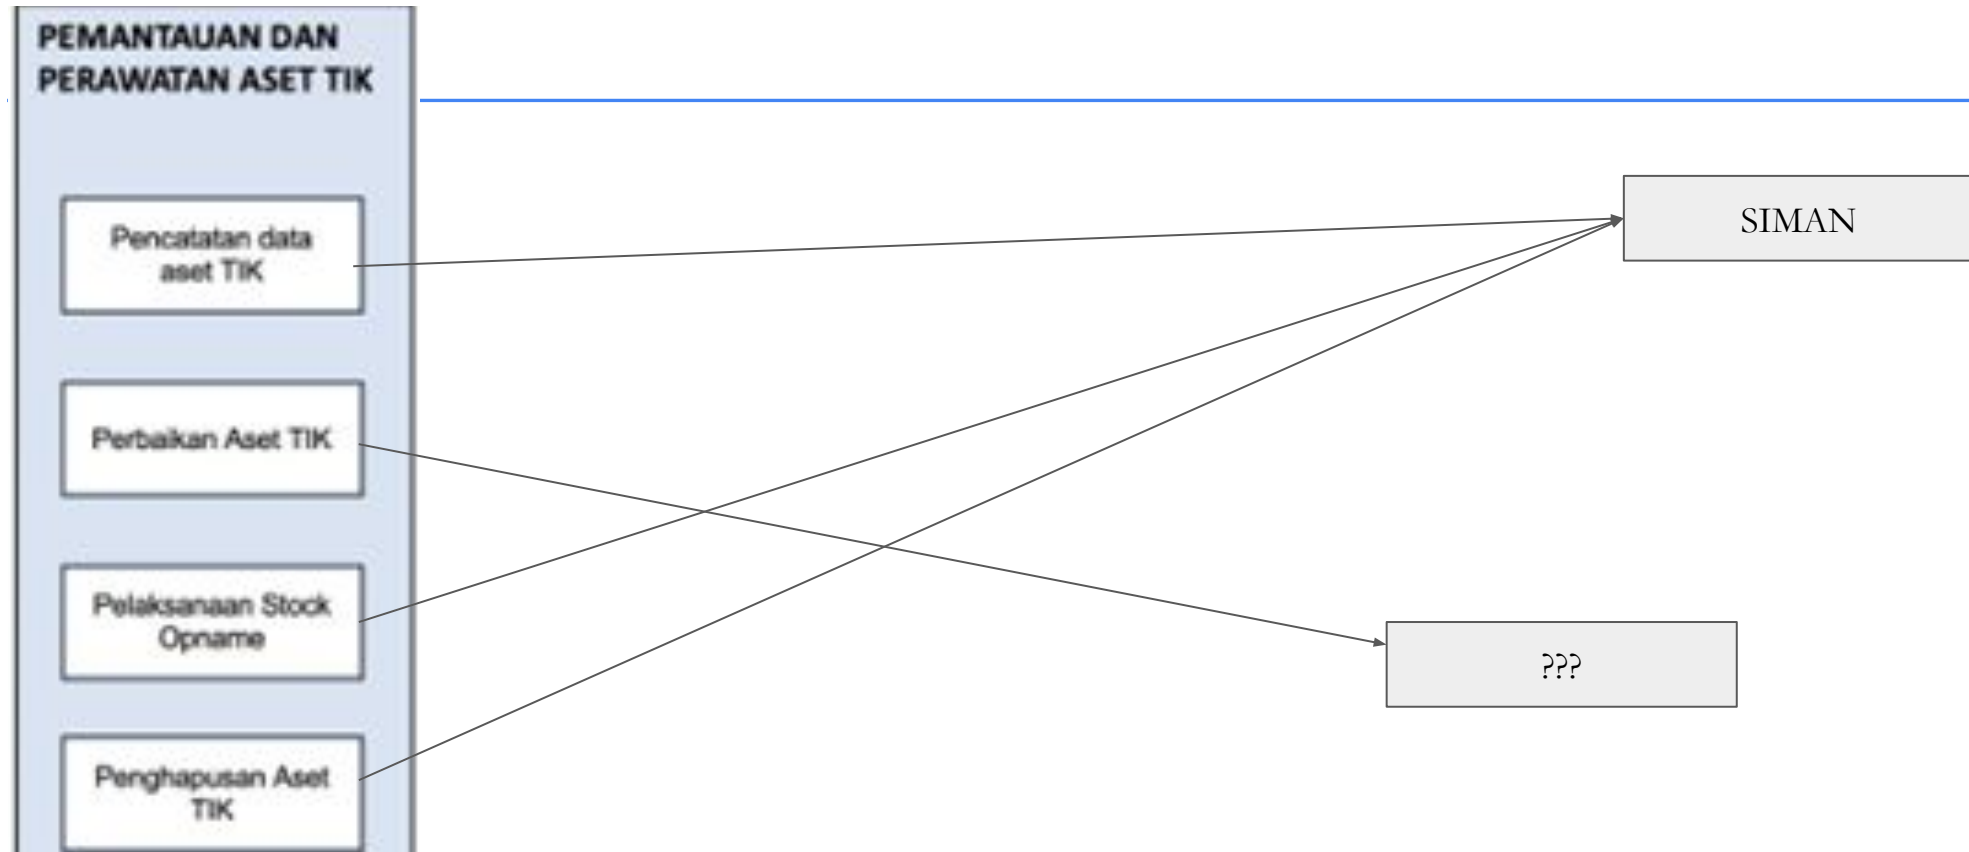 PEMANTAUAN DAN
PERAWATAN ASET TIK
Pencatatan data
aset TIK
SIMAN
Perbaikan Aset TIK
Pelaksanaan Stock
Opname
???
Penghapusan Aset
TIK